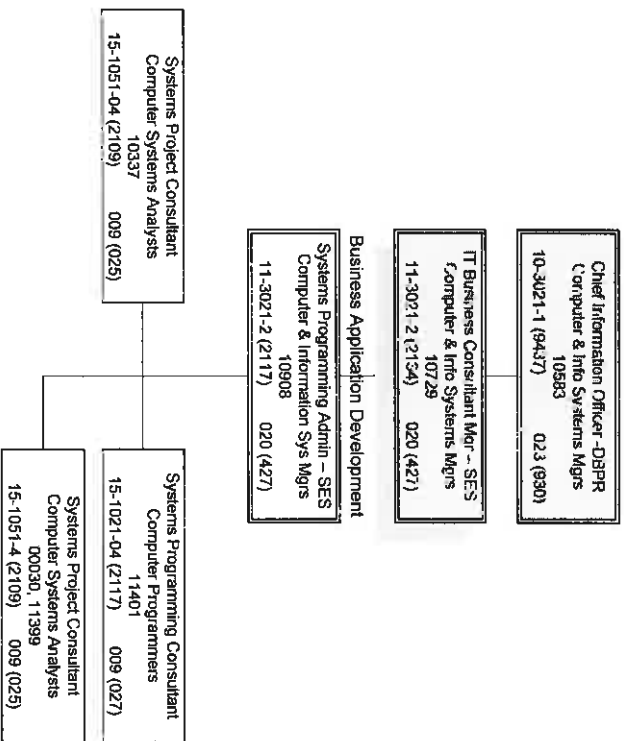 Chief Information Officer -DBPR
Computer & Info Systems Mgrs
10583
10-3021-1 (9437) 023 (930)
IT Business Consultant Mgr – SES
Computer & Info Systems Mgrs
10729
11-3021-2 (2134) 020 (427)
Business Application Development
Systems Programming Admin – SES
Computer & Information Sys Mgrs
10908
11-3021-2 (2117) 020 (427)
Systems Project Consultant
Computer Systems Analysts
10337
15-1051-04 (2109) 009 (025)
Systems Programming Consultant
Computer Programmers
11401
15-1021-04 (2117) 009 (027)
Systems Project Consultant
Computer Systems Analysts
00030, 11399
15-1051-4 (2109) 009 (025)